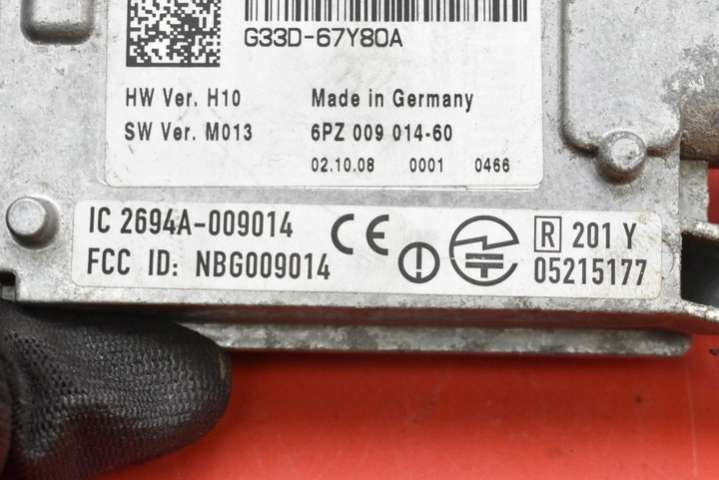 G33D-67Y80A
HW Ver. H10 Made in Germany
SW Ver. M013 6PZ 009 014-60
02.10.08 0001 0466
IC 2694A-009014
FCC ID: NBG009014
CE
R 201 Y
05215177